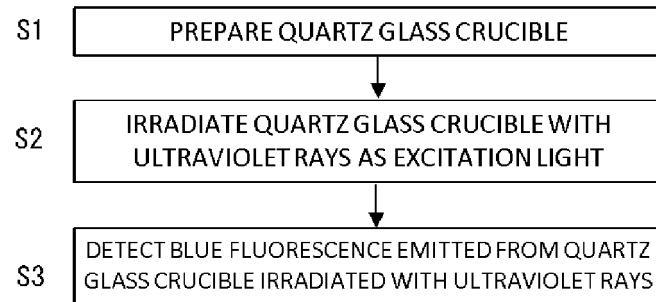 S1
PREPARE QUARTZ GLASS CRUCIBLE
S2
IRRADIATE QUARTZ GLASS CRUCIBLE WITH
ULTRAVIOLET RAYS AS EXCITATION LIGHT
S3
DETECT BLUE FLUORESCENCE EMITTED FROM QUARTZ
GLASS CRUCIBLE IRRADIATED WITH ULTRAVIOLET RAYS